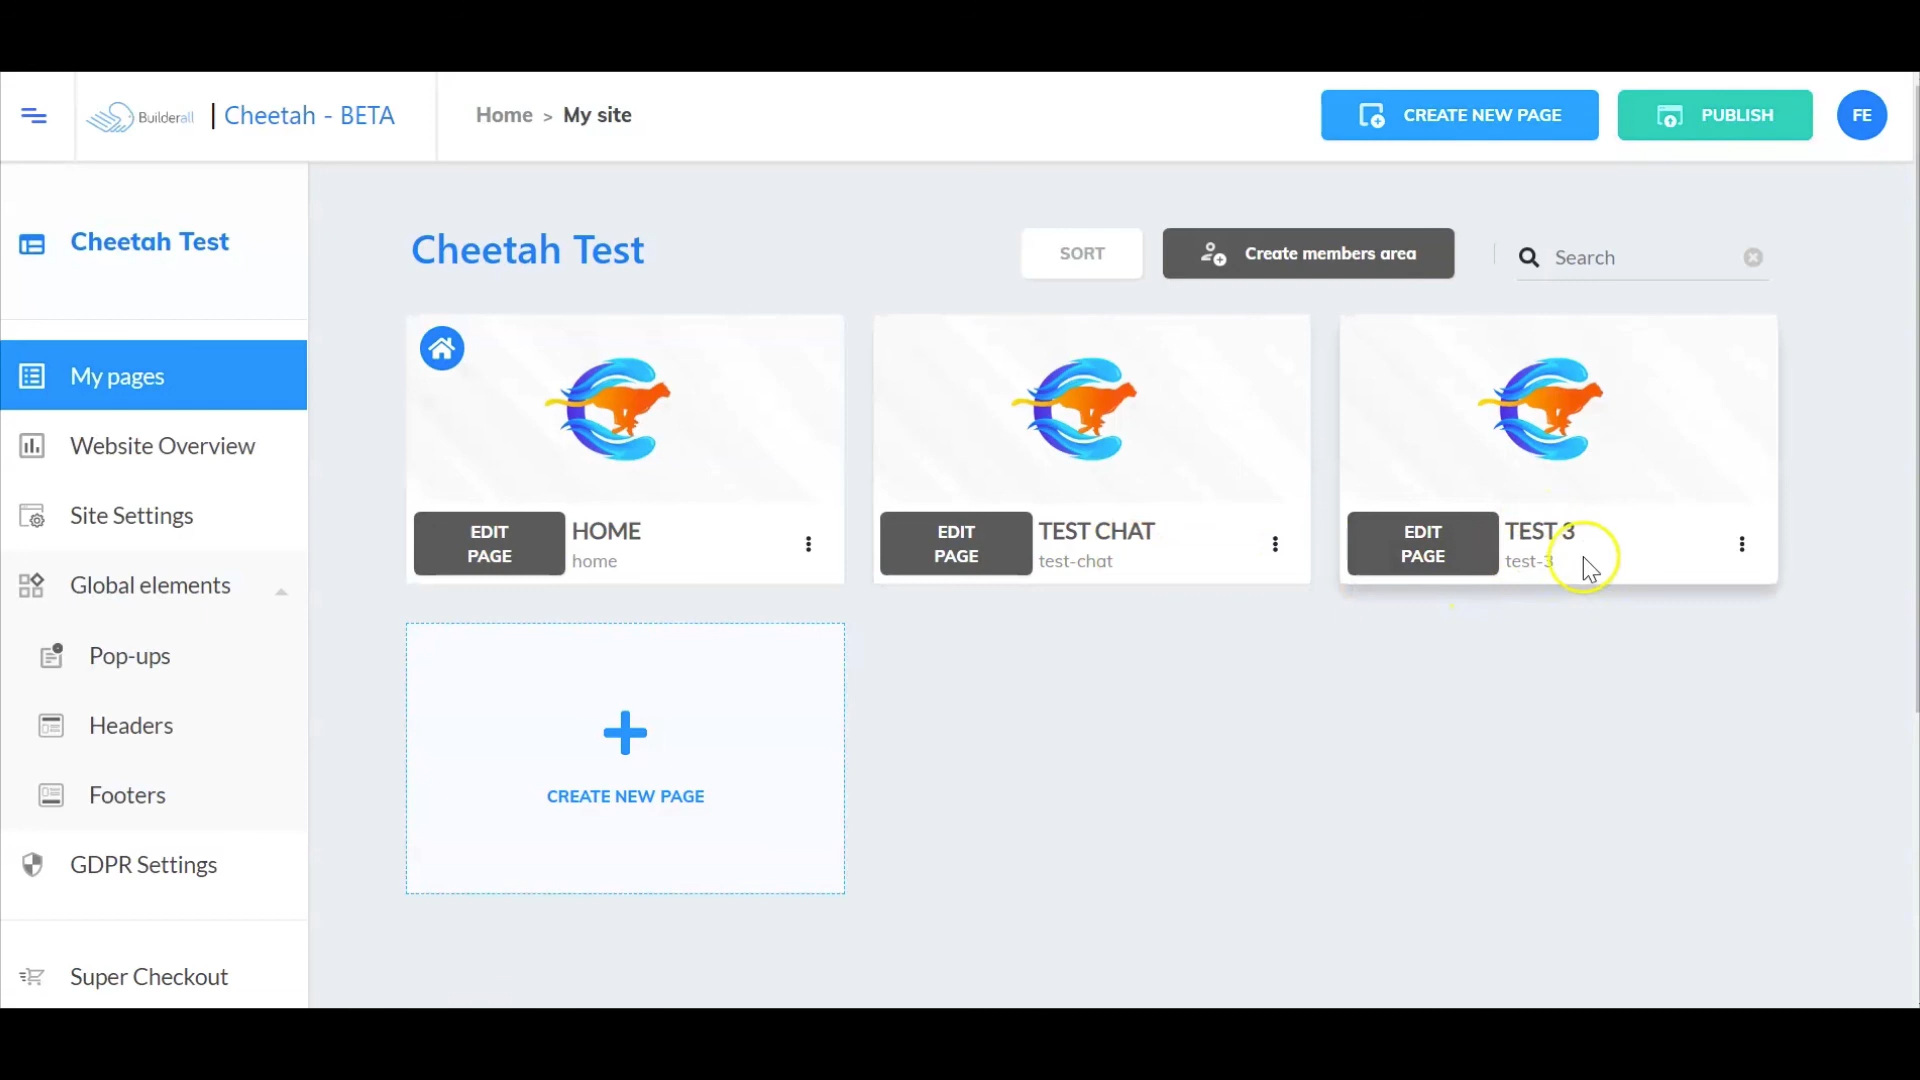 Builderall | Cheetah - BETA
Home > My site
CREATE NEW PAGE
PUBLISH
FE
Cheetah Test
My pages
Website Overview
Site Settings
Global elements
Pop-ups
Headers
Footers
GDPR Settings
Super Checkout
Cheetah Test
SORT
Create members area
Search
EDIT
PAGE
HOME
home
EDIT
PAGE
TEST CHAT
test-chat
EDIT
PAGE
TEST 3
test-3
CREATE NEW PAGE